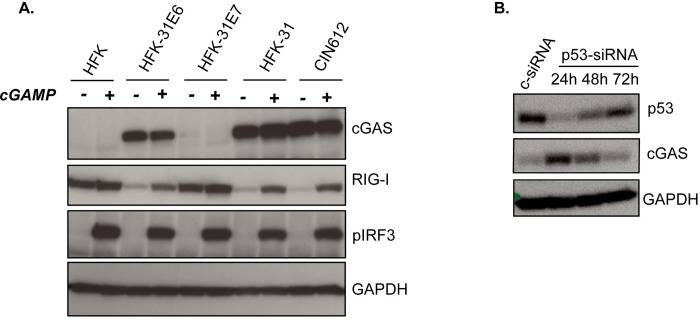 A.
HFK
HFK-31E6
HFK-31E7
HFK-31
CIN612
cGAMP - + - + - + - + - +
cGAS
RIG-I
pIRF3
GAPDH
B.
c-siRNA
p53-siRNA
24h 48h 72h
p53
cGAS
GAPDH